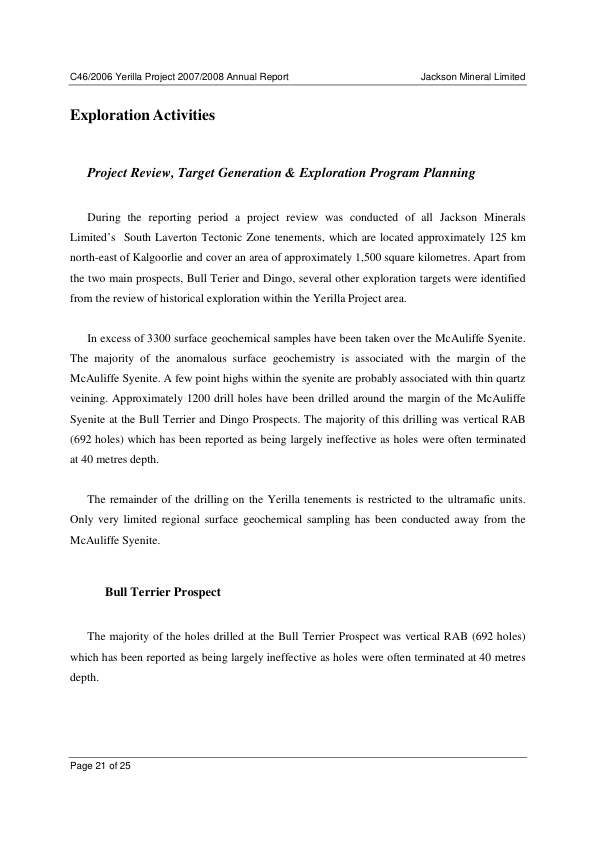 C46/2006 Yerilla Project 2007/2008 Annual Report Jackson Mineral Limited
Exploration Activities
Project Review, Target Generation & Exploration Program Planning
During the reporting period a project review was conducted of all Jackson Minerals
Limited's South Laverton Tectonic Zone tenements, which are located approximately 125 km
north-east of Kalgoorlie and cover an area of approximately 1,500 square kilometres. Apart from
the two main prospects, Bull Terier and Dingo, several other exploration targets were identified
from the review of historical exploration within the Yerilla Project area.
In excess of 3300 surface geochemical samples have been taken over the McAuliffe Syenite.
The majority of the anomalous surface geochemistry is associated with the margin of the
McAuliffe Syenite. A few point highs within the syenite are probably associated with thin quartz
veining. Approximately 1200 drill holes have been drilled around the margin of the McAuliffe
Syenite at the Bull Terrier and Dingo Prospects. The majority of this drilling was vertical RAB
(692 holes) which has been reported as being largely ineffective as holes were often terminated
at 40 metres depth.
The remainder of the drilling on the Yerilla tenements is restricted to the ultramafic units.
Only very limited regional surface geochemical sampling has been conducted away from the
McAuliffe Syenite.
Bull Terrier Prospect
The majority of the holes drilled at the Bull Terrier Prospect was vertical RAB (692 holes)
which has been reported as being largely ineffective as holes were often terminated at 40 metres
depth.
Page 21 of 25